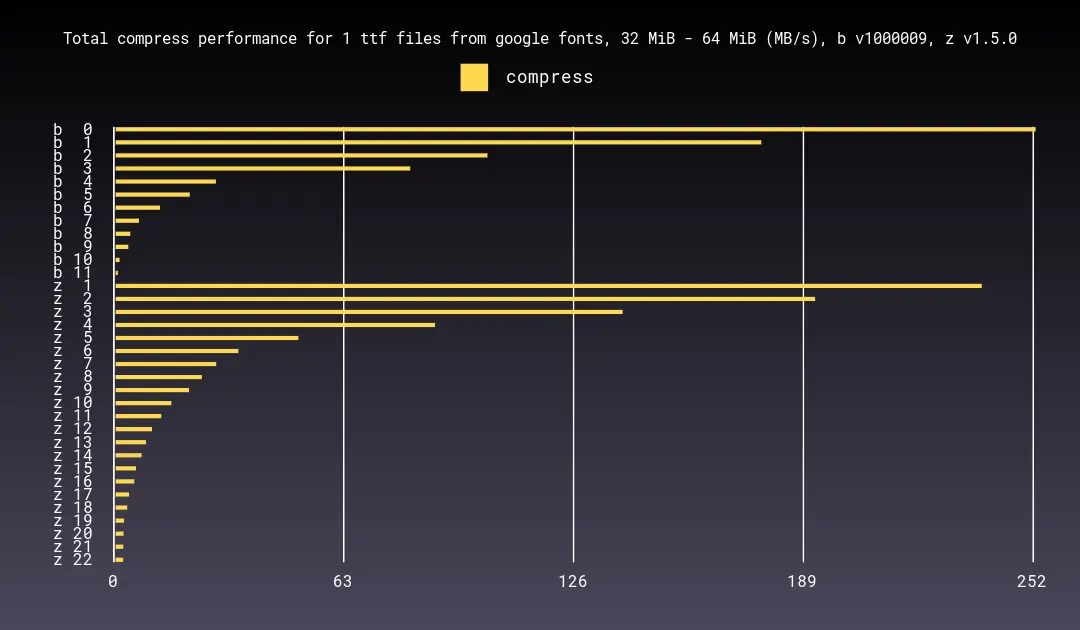 Total compress performance for 1 ttf files from google fonts, 32 MiB - 64 MiB (MB/s), b v1000009, z v1.5.0
compress
b 0
b 1
b 2
b 3
b 4
b 5
b 6
b 7
b 8
b 9
b 10
b 11
z 1
z 2
z 3
z 4
z 5
z 6
z 7
z 8
z 9
z 10
z 11
z 12
z 13
z 14
z 15
z 16
z 17
z 18
z 19
z 20
z 21
z 22
0 63 126 189 252